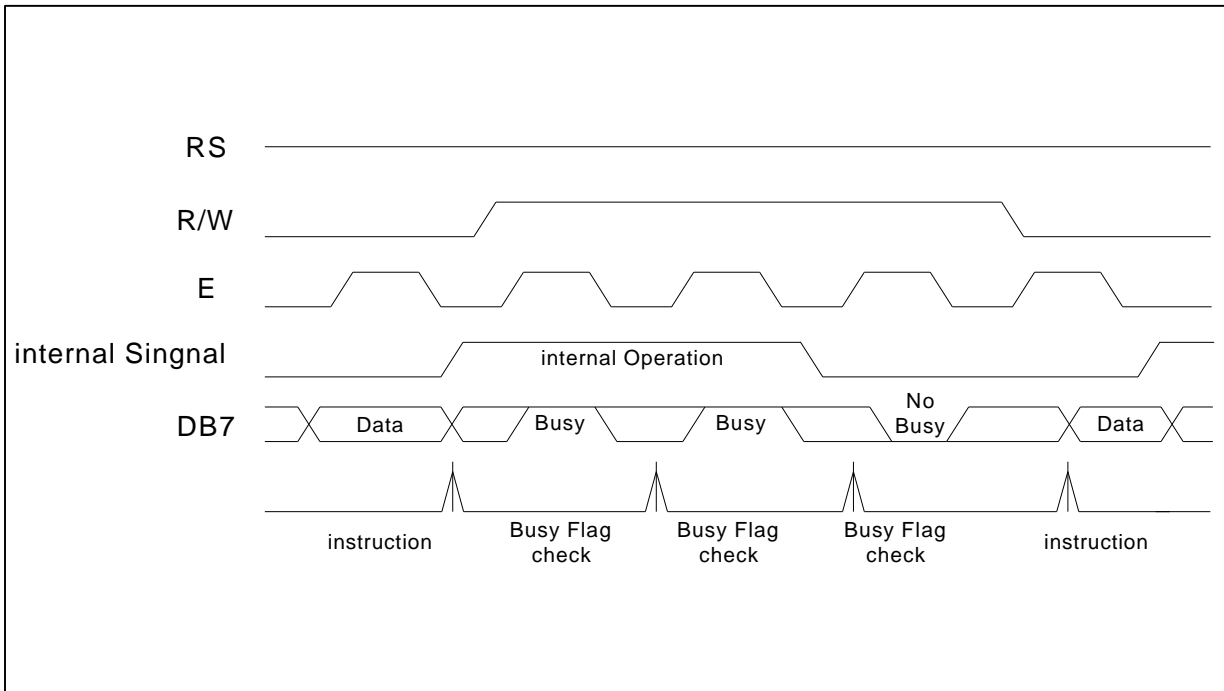 RS
R/W
E
internal Singnal
internal Operation
DB7
Data
Busy
Busy
No
Busy
Data
instruction
Busy Flag
check
Busy Flag
check
Busy Flag
check
instruction